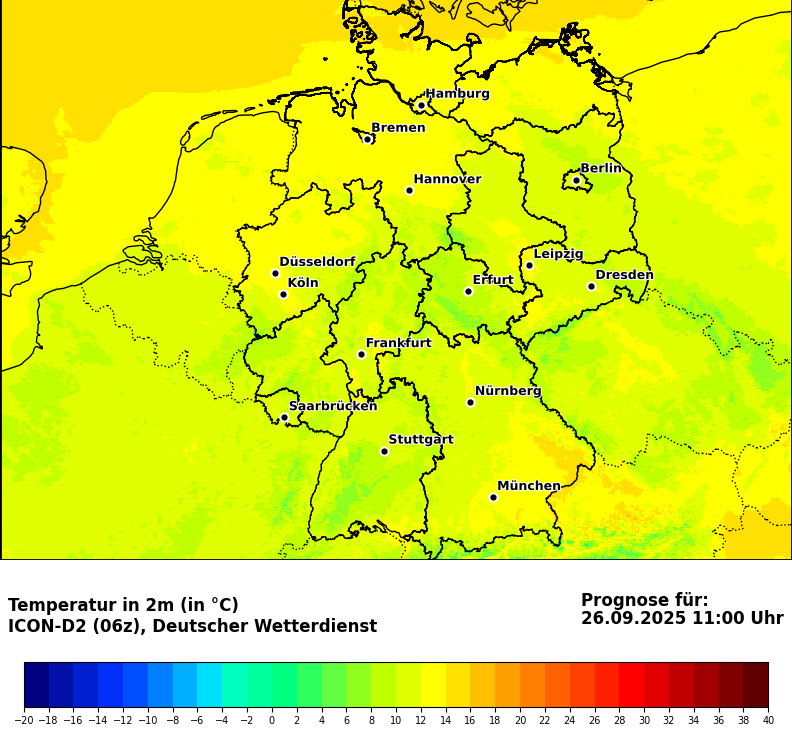 Hamburg
Bremen
Berlin
Hannover
Leipzig
Düsseldorf
Dresden
Köln
Erfurt
Frankfurt
Nürnberg
Saarbrücken
Stuttgart
München
Temperatur in 2m (in °C)
ICON-D2 (06z), Deutscher Wetterdienst
Prognose für:
26.09.2025 11:00 Uhr
−20 −18 −16 −14 −12 −10 −8 −6 −4 −2 0 2 4 6 8 10 12 14 16 18 20 22 24 26 28 30 32 34 36 38 40